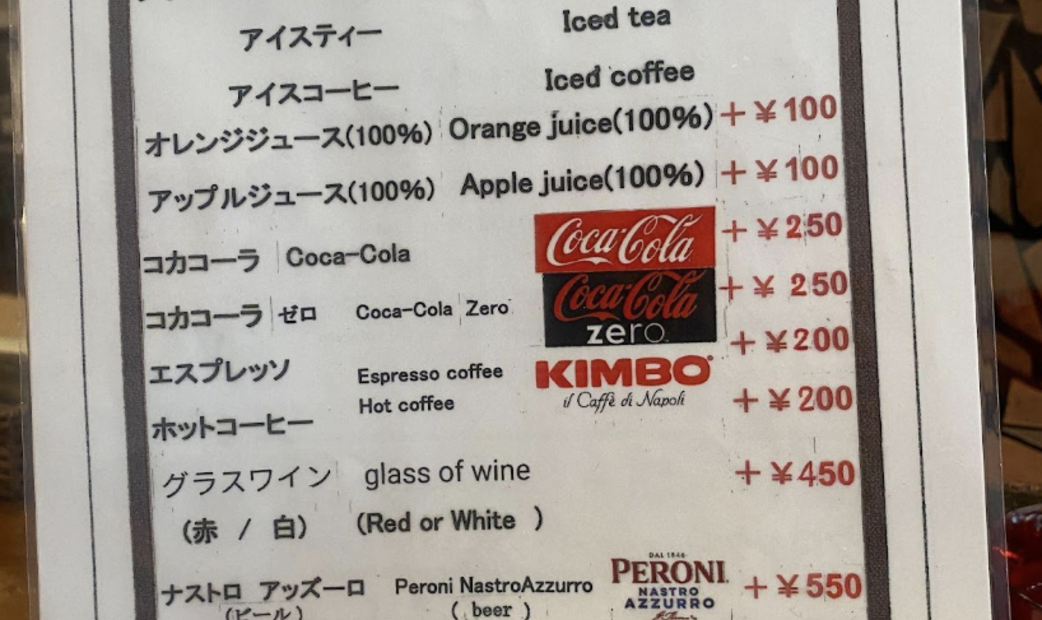 アイスティー Iced tea
アイスコーヒー Iced coffee
オレンジジュース(100%) Orange juice(100%) +¥100
アップルジュース(100%) Apple juice(100%) +¥100
コカコーラ Coca-Cola Coca-Cola +¥250
コカコーラ ゼロ Coca-Cola Zero Coca-Cola zero +¥250
エスプレッソ Espresso coffee KIMBO +¥200
il Caffè di Napoli
ホットコーヒー Hot coffee +¥200
グラスワイン glass of wine +¥450
(赤 / 白) (Red or White )
ナストロ アッズーロ Peroni NastroAzzurro DAL 1846 PERONI NASTRO AZZURRO +¥550
(ビール) ( beer )